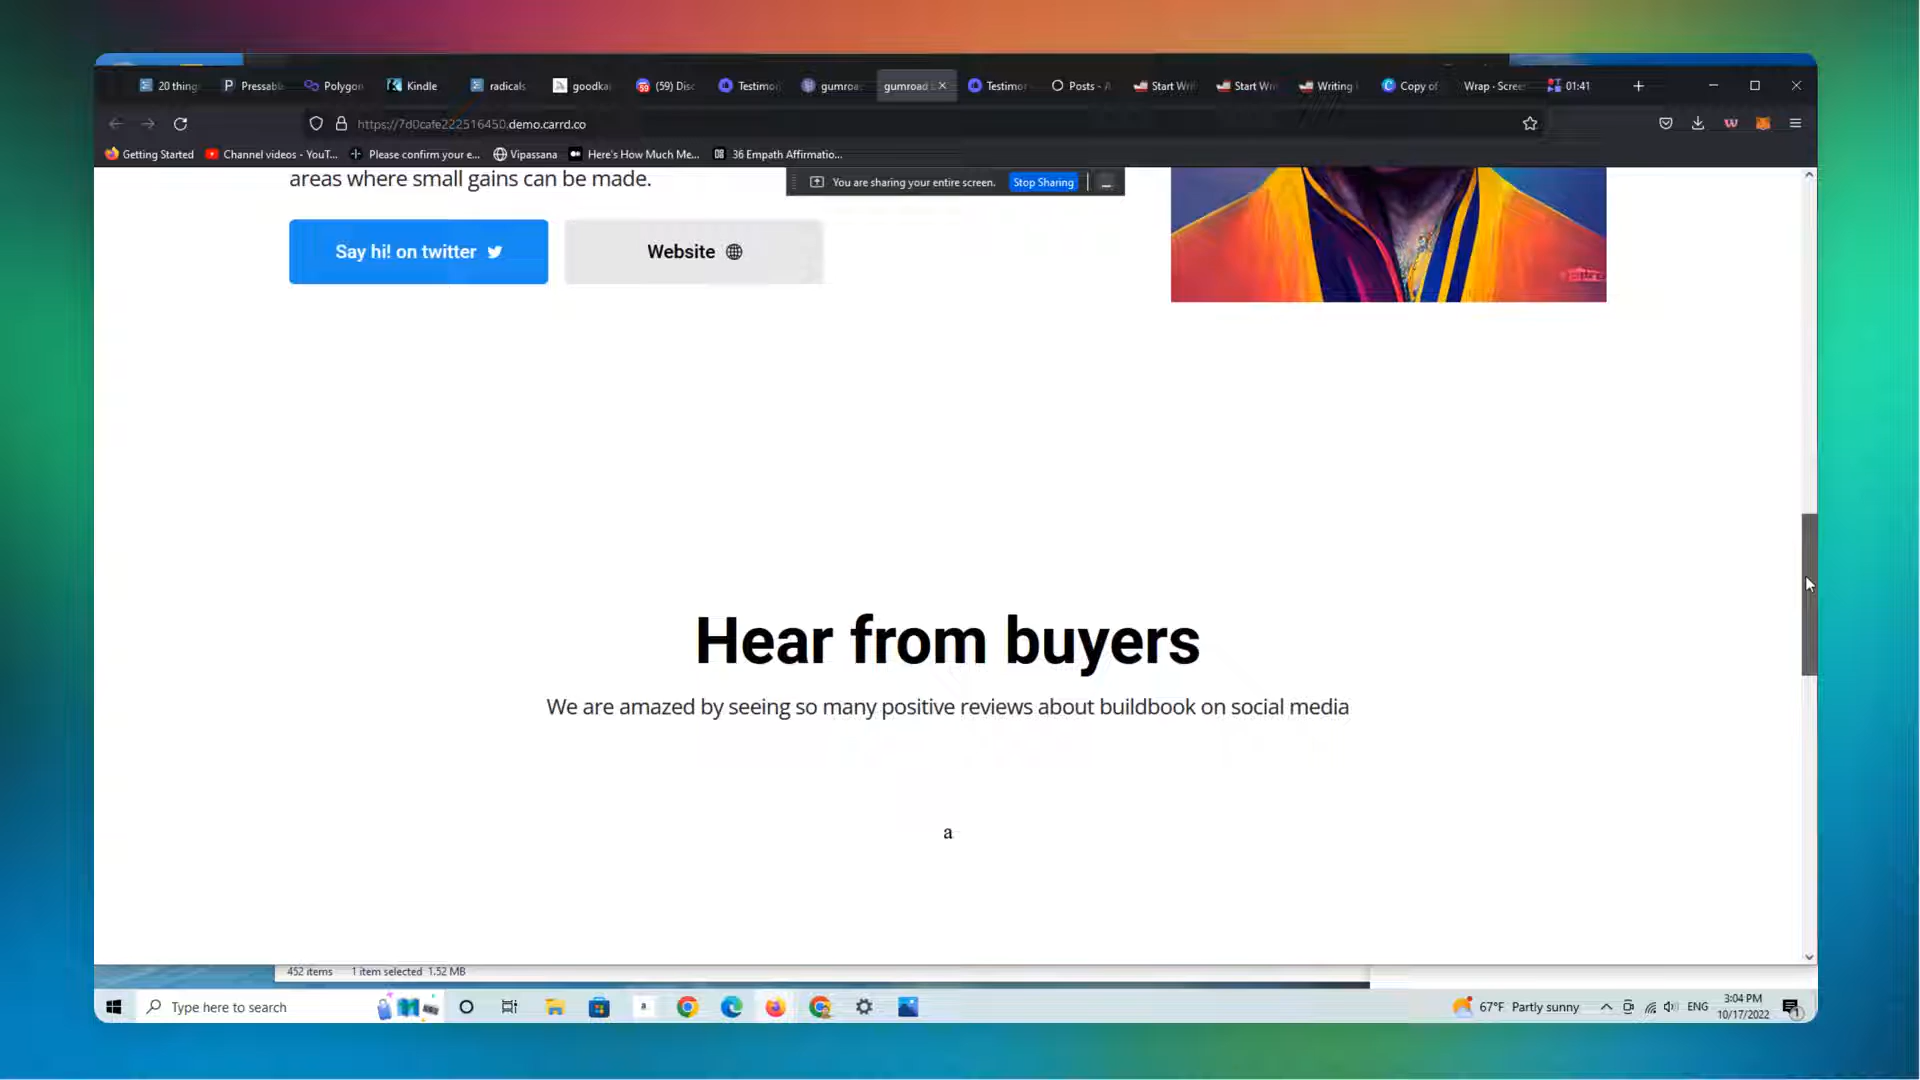 20 thing
Pressabl
Polygon
Kindle
radicals
goodka
(59) Disc
Testimo
gumroa
gumroad
Testimor
Posts - A
Start Wri
Start Wri
Writing
Copy of
Wrap - Scree
01:41
https://7d0cafe222516450.demo.carrd.co
Getting Started
Channel videos - YouT...
Please confirm your e...
Vipassana
Here's How Much Me...
36 Empath Affirmatio...
You are sharing your entire screen.
Stop Sharing
areas where small gains can be made.
Say hi! on twitter
Website
Hear from buyers
We are amazed by seeing so many positive reviews about buildbook on social media
a
452 items 1 item selected 1.52 MB
Type here to search
67°F Partly sunny
ENG
3:04 PM
10/17/2022